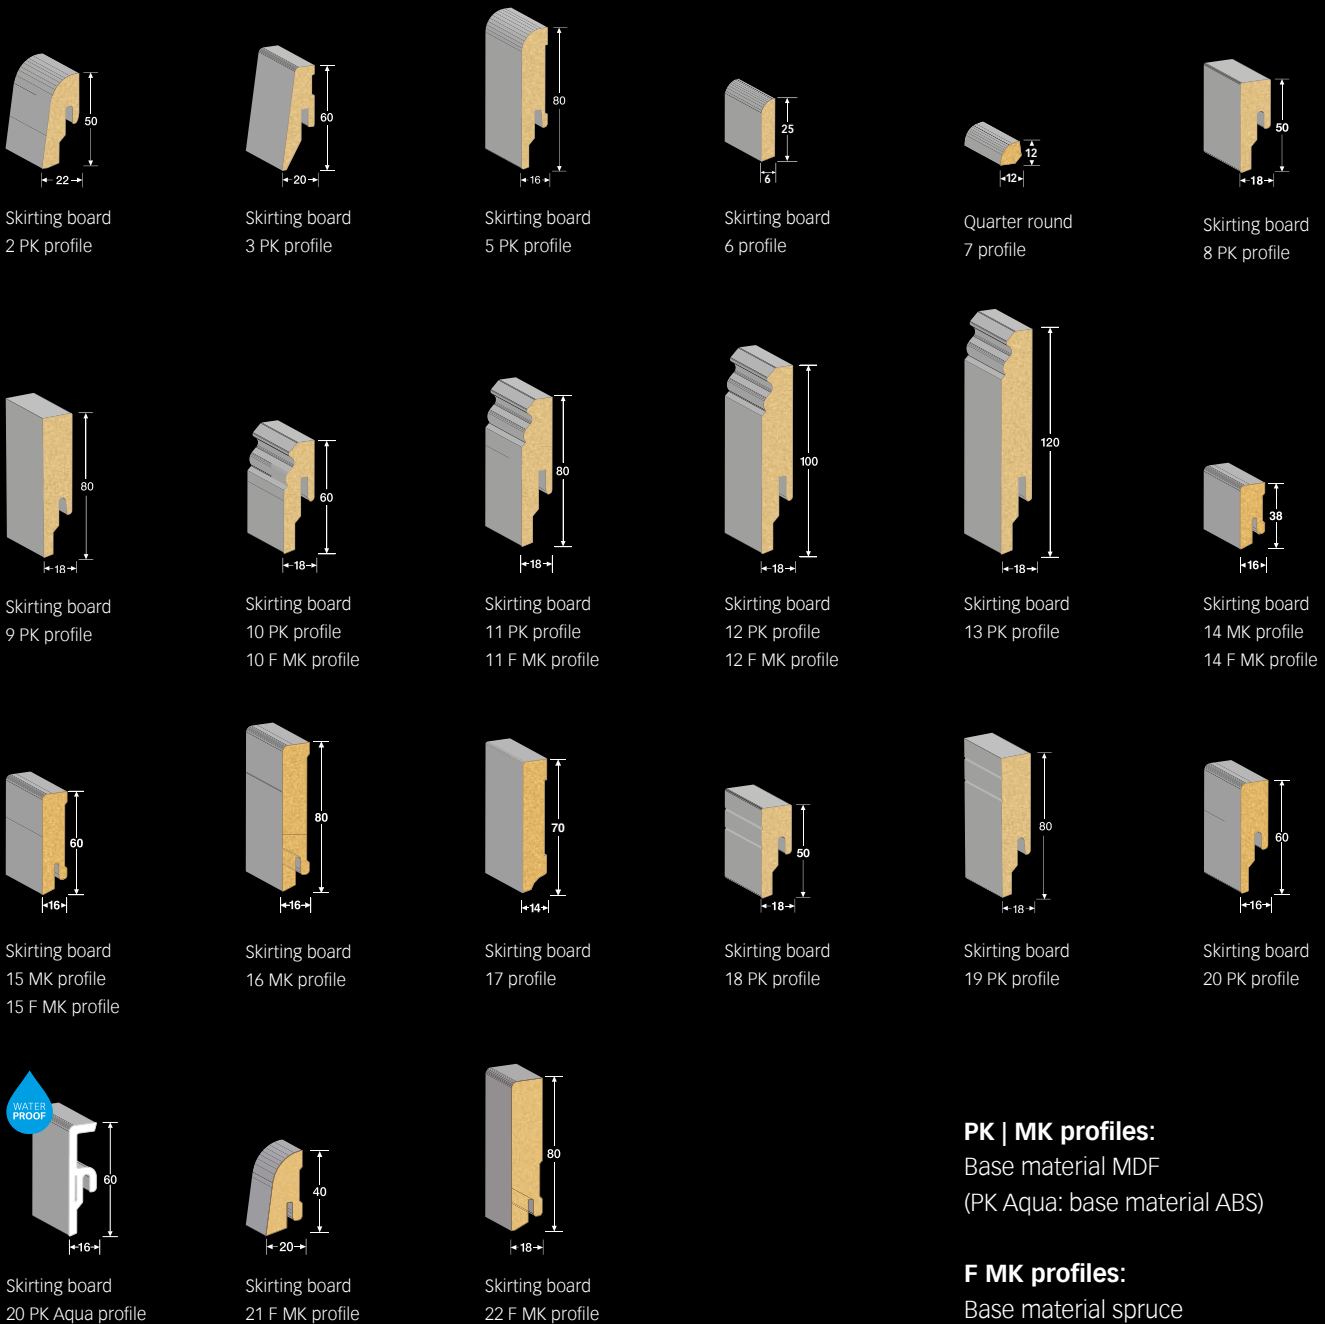 50
22
Skirting board
2 PK profile
60
20
Skirting board
3 PK profile
80
16
Skirting board
5 PK profile
25
6
Skirting board
6 profile
12
12
Quarter round
7 profile
50
18
Skirting board
8 PK profile
80
18
Skirting board
9 PK profile
60
18
Skirting board
10 PK profile
10 F MK profile
80
18
Skirting board
11 PK profile
11 F MK profile
100
18
Skirting board
12 PK profile
12 F MK profile
120
18
Skirting board
13 PK profile
38
16
Skirting board
14 MK profile
14 F MK profile
60
16
Skirting board
15 MK profile
15 F MK profile
80
16
Skirting board
16 MK profile
70
14
Skirting board
17 profile
50
18
Skirting board
18 PK profile
80
18
Skirting board
19 PK profile
60
16
Skirting board
20 PK profile
WATER
PROOF
60
16
Skirting board
20 PK Aqua profile
40
20
Skirting board
21 F MK profile
80
18
Skirting board
22 F MK profile
PK | MK profiles:
Base material MDF
(PK Aqua: base material ABS)
F MK profiles:
Base material spruce